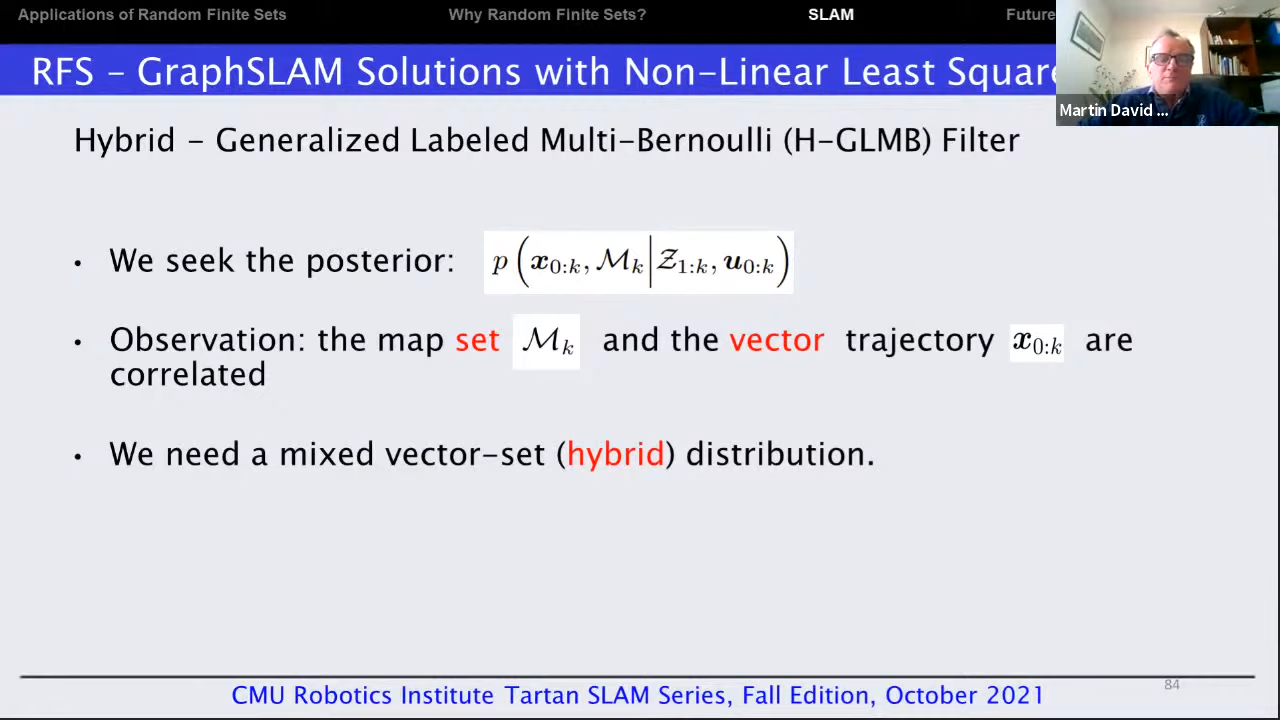 Applications of Random Finite Sets Why Random Finite Sets? SLAM Future
RFS – GraphSLAM Solutions with Non-Linear Least Square
Martin David ...
Hybrid – Generalized Labeled Multi-Bernoulli (H-GLMB) Filter
• We seek the posterior: p(x₀:ₖ, ℳₖ | 𝒵₁:ₖ, u₀:ₖ)
• Observation: the map set ℳₖ and the vector trajectory x₀:ₖ are
correlated
• We need a mixed vector-set (hybrid) distribution.
84
CMU Robotics Institute Tartan SLAM Series, Fall Edition, October 2021